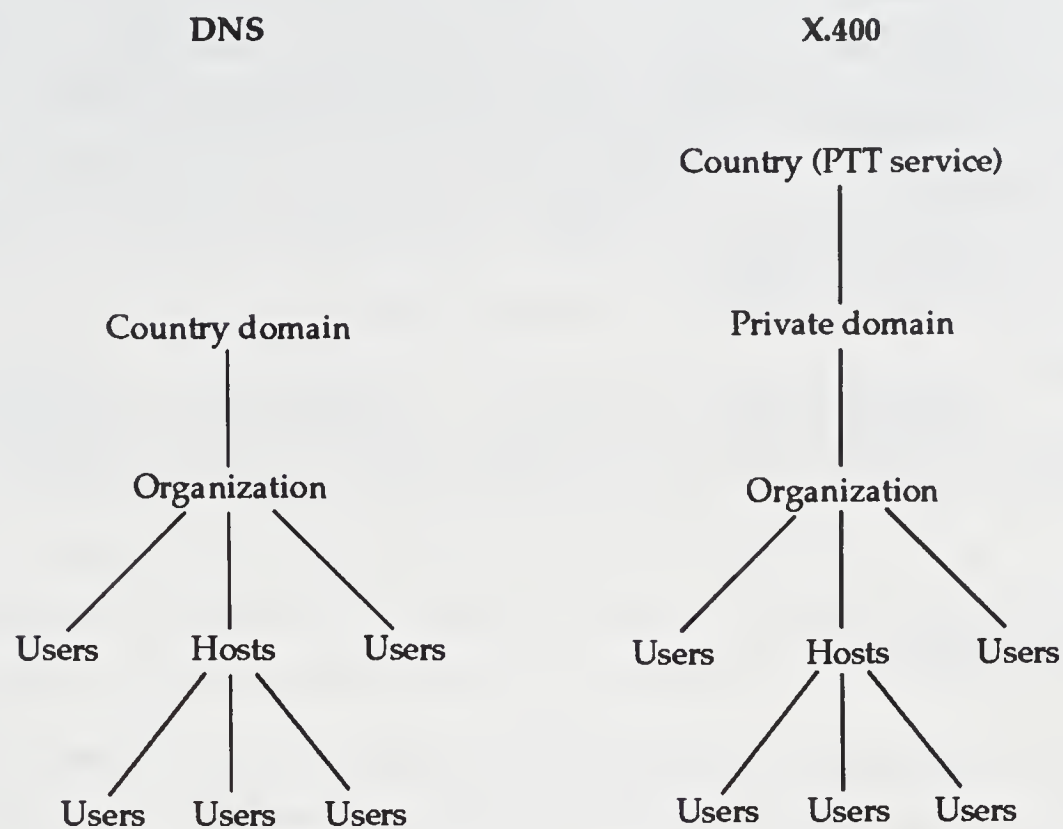 DNS
X.400
Country (PTT service)
Country domain
Private domain
Organization
Organization
Users Hosts Users
Users Hosts Users
Users Users Users
Users Users Users